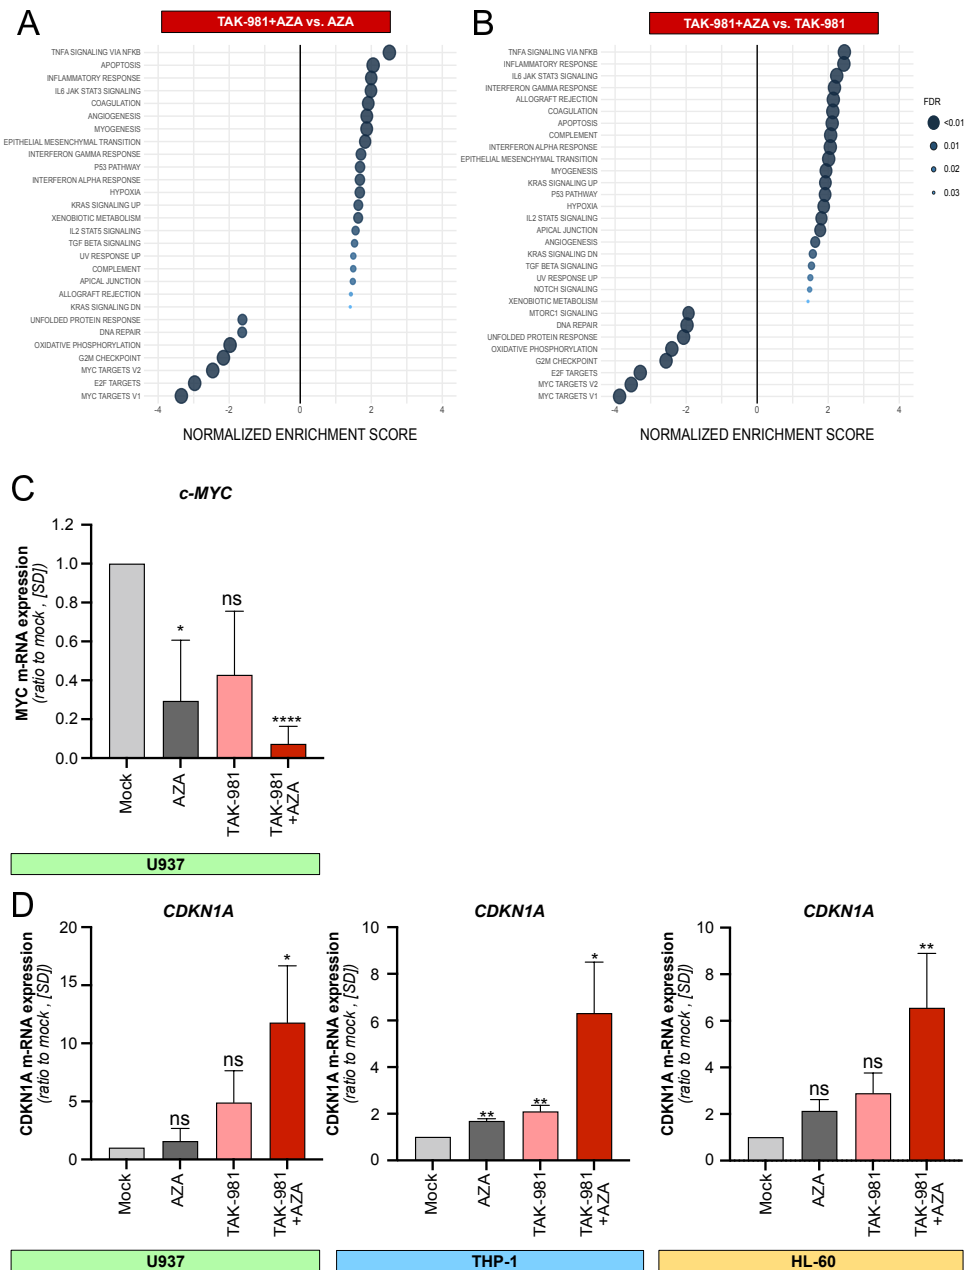 A
TAK-981+AZA vs. AZA
TNFA SIGNALING VIA NFKB
APOPTOSIS
INFLAMMATORY RESPONSE
IL6 JAK STAT3 SIGNALING
COAGULATION
ANGIOGENESIS
MYOGENESIS
EPITHELIAL MESENCHYMAL TRANSITION
INTERFERON GAMMA RESPONSE
P53 PATHWAY
INTERFERON ALPHA RESPONSE
HYPOXIA
KRAS SIGNALING UP
XENOBIOTIC METABOLISM
IL2 STAT5 SIGNALING
TGF BETA SIGNALING
UV RESPONSE UP
COMPLEMENT
APICAL JUNCTION
ALLOGRAFT REJECTION
KRAS SIGNALING DN
UNFOLDED PROTEIN RESPONSE
DNA REPAIR
OXIDATIVE PHOSPHORYLATION
G2M CHECKPOINT
MYC TARGETS V2
E2F TARGETS
MYC TARGETS V1
-4 -2 0 2 4
NORMALIZED ENRICHMENT SCORE
B
TAK-981+AZA vs. TAK-981
TNFA SIGNALING VIA NFKB
INFLAMMATORY RESPONSE
IL6 JAK STAT3 SIGNALING
INTERFERON GAMMA RESPONSE
ALLOGRAFT REJECTION
COAGULATION
APOPTOSIS
COMPLEMENT
INTERFERON ALPHA RESPONSE
EPITHELIAL MESENCHYMAL TRANSITION
MYOGENESIS
KRAS SIGNALING UP
P53 PATHWAY
HYPOXIA
IL2 STAT5 SIGNALING
APICAL JUNCTION
ANGIOGENESIS
KRAS SIGNALING DN
TGF BETA SIGNALING
UV RESPONSE UP
NOTCH SIGNALING
XENOBIOTIC METABOLISM
MTORC1 SIGNALING
DNA REPAIR
UNFOLDED PROTEIN RESPONSE
OXIDATIVE PHOSPHORYLATION
G2M CHECKPOINT
E2F TARGETS
MYC TARGETS V2
MYC TARGETS V1
-4 -2 0 2 4
NORMALIZED ENRICHMENT SCORE
FDR
<0.01
0.01
0.02
0.03
C
c-MYC
MYC m-RNA expression
(ratio to mock , [SD])
1.2
1.0
0.8
0.6
0.4
0.2
0.0
*
ns
****
Mock
AZA
TAK-981
TAK-981
+AZA
U937
D
CDKN1A
CDKN1A m-RNA expression
(ratio to mock , [SD])
20
15
10
5
0
ns
ns
*
Mock
AZA
TAK-981
TAK-981
+AZA
U937
CDKN1A
CDKN1A m-RNA expression
(ratio to mock , [SD])
10
8
6
4
2
0
**
**
*
Mock
AZA
TAK-981
TAK-981
+AZA
THP-1
CDKN1A
CDKN1A m-RNA expression
(ratio to mock , [SD])
10
8
6
4
2
0
ns
ns
**
Mock
AZA
TAK-981
TAK-981
+AZA
HL-60